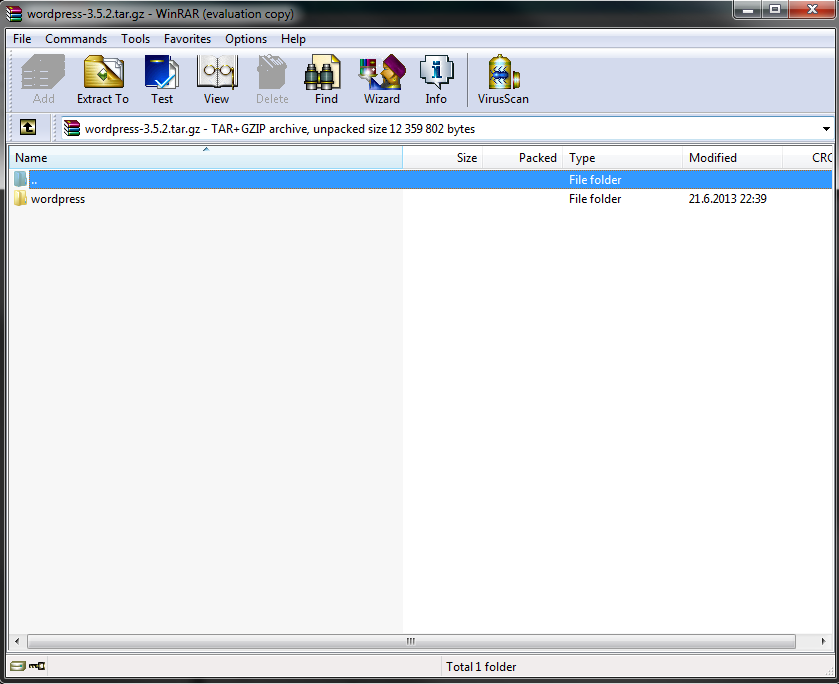 wordpress-3.5.2.tar.gz - WinRAR (evaluation copy)
File Commands Tools Favorites Options Help
Add Extract To Test View Delete Find Wizard Info VirusScan
wordpress-3.5.2.tar.gz - TAR+GZIP archive, unpacked size 12 359 802 bytes
Name Size Packed Type Modified CRC
.. File folder
wordpress File folder 21.6.2013 22:39
Total 1 folder